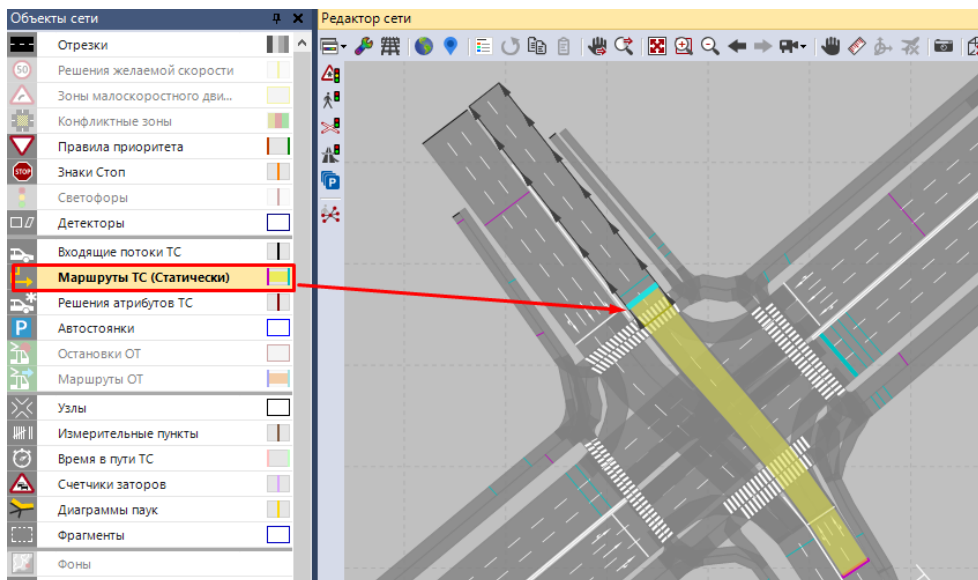 Объекты сети
Редактор сети
Отрезки
50
Решения желаемой скорости
Зоны малоскоростного дви...
Конфликтные зоны
Правила приоритета
STOP
Знаки Стоп
Светофоры
Детекторы
Входящие потоки ТС
Маршруты ТС (Статически)
Решения атрибутов ТС
P
Автостоянки
Остановки ОТ
Маршруты ОТ
Узлы
Измерительные пункты
Время в пути ТС
Счетчики заторов
Диаграммы паук
Фрагменты
Фоны
P